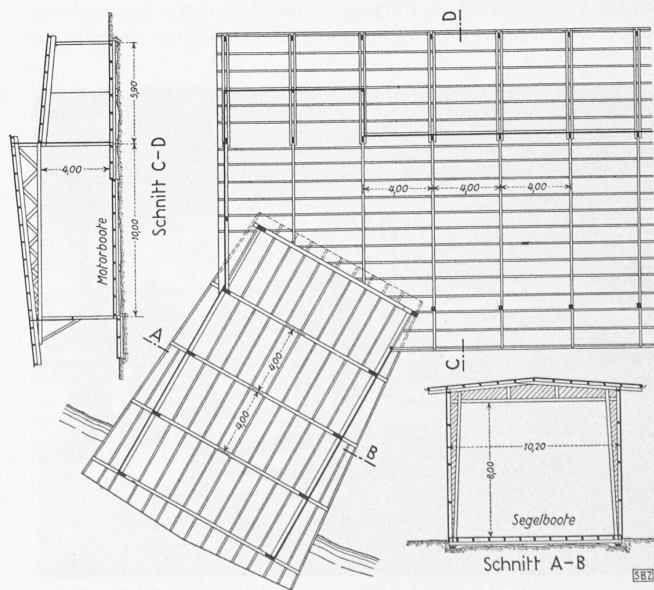 D
5,90
4,00
Schnitt C-D
10,00
Motorboote
4,00
4,00
4,00
A
4,00
4,00
B
C
10,20
8,00
Segelboote
Schnitt A-B
SBZ